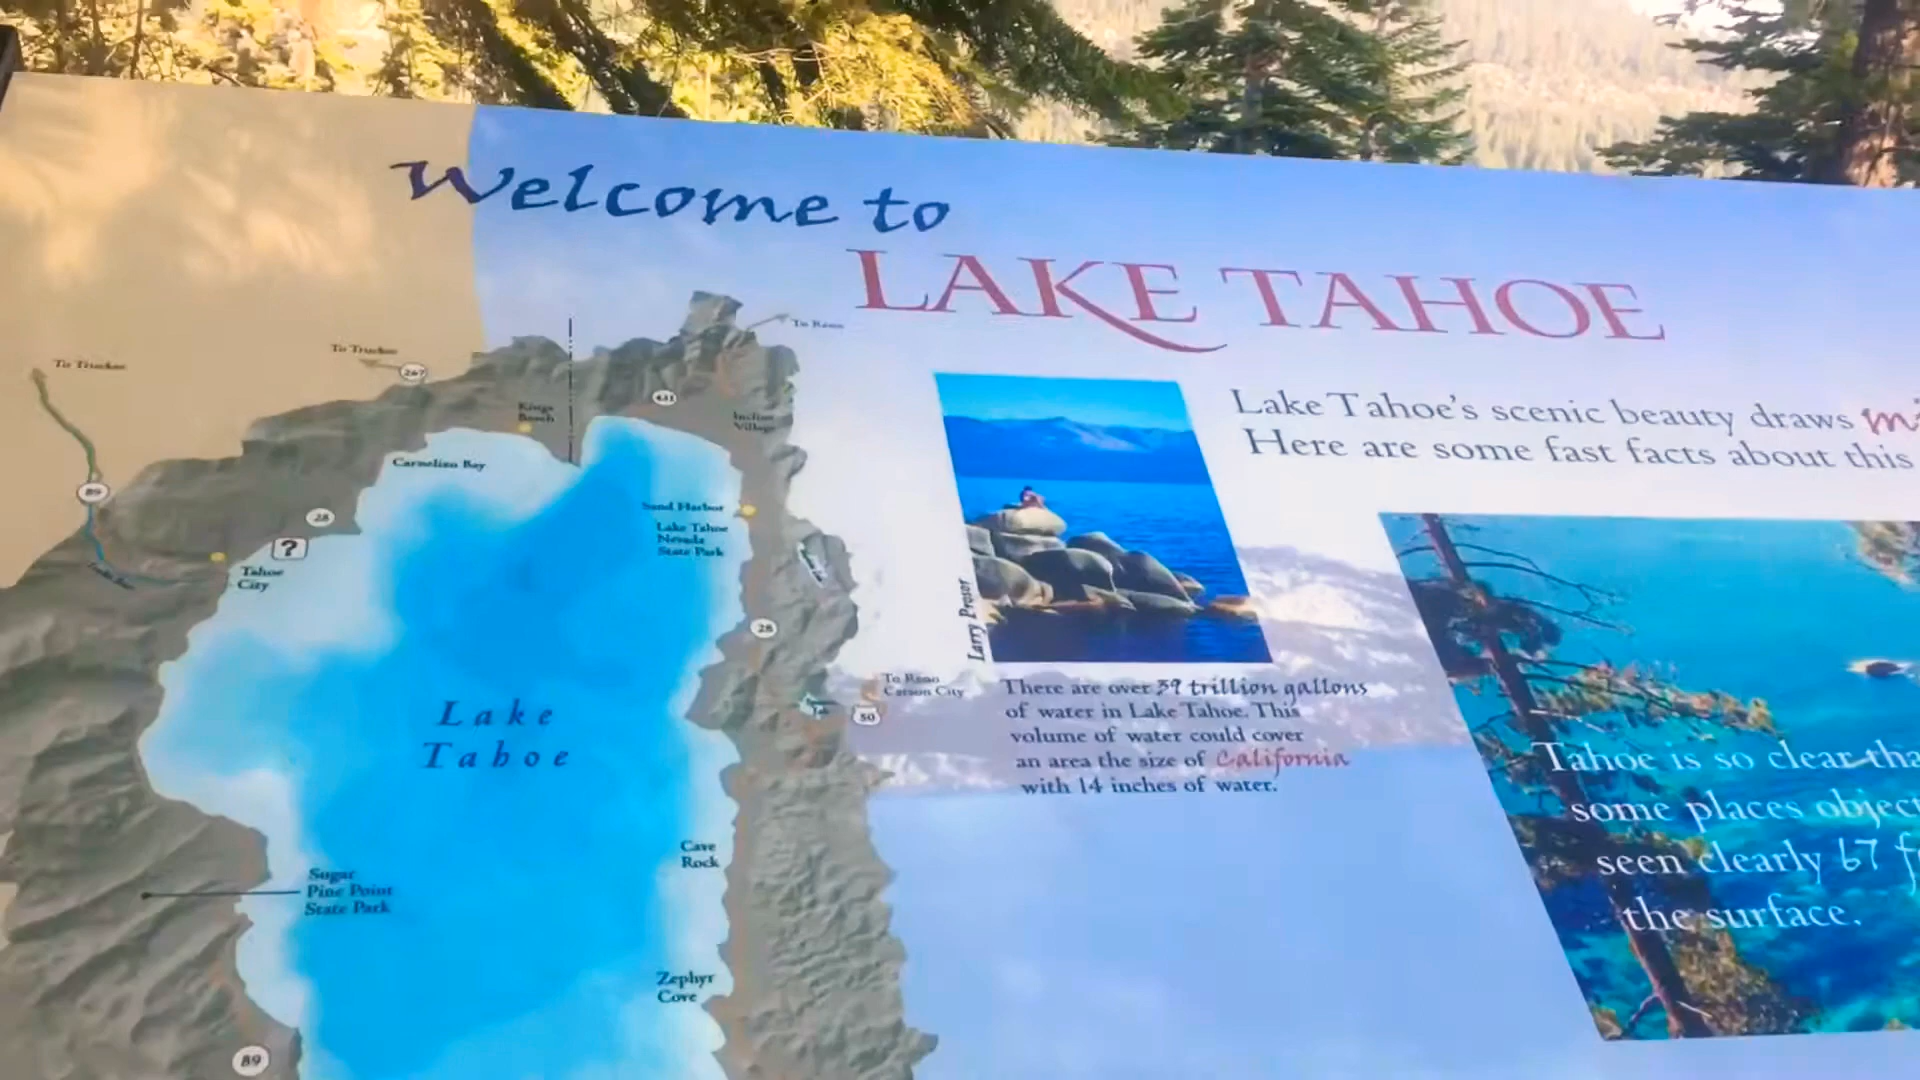 Welcome to
LAKE TAHOE
To Reno
To Truckee
To Truckee
267
431
Kings
Beach
Incline
Village
Lake Tahoe's scenic beauty draws mi
Here are some fast facts about this
Carnelian Bay
89
28
Sand Harbor
Lake Tahoe
Nevada
State Park
?
Tahoe
City
28
Larry Prosor
To Reno
Carson City
50
There are over 39 trillion gallons
of water in Lake Tahoe. This
volume of water could cover
an area the size of California
with 14 inches of water.
Lake
Tahoe
Tahoe is so clear tha
some places object
seen clearly 67 f
the surface.
Cave
Rock
Sugar
Pine Point
State Park
Zephyr
Cove
89